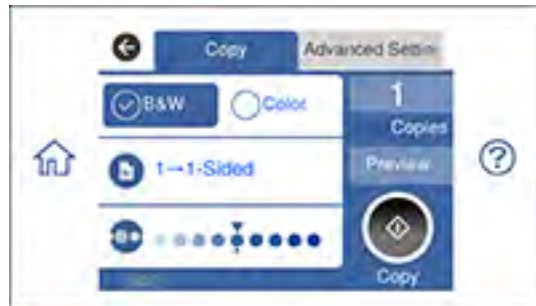 Copy
Advanced Settin
B&W
Color
1
Copies
1→1-Sided
Preview
Copy
?